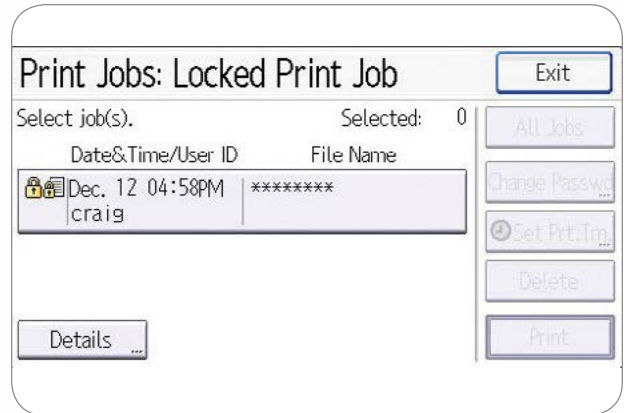 Print Jobs: Locked Print Job
Exit
Select job(s).
Selected: 0
Date&Time/User ID
File Name
Dec. 12 04:58PM
********
craig
All Jobs
Change Passwd
Set Prt.Tm.
Delete
Print
Details